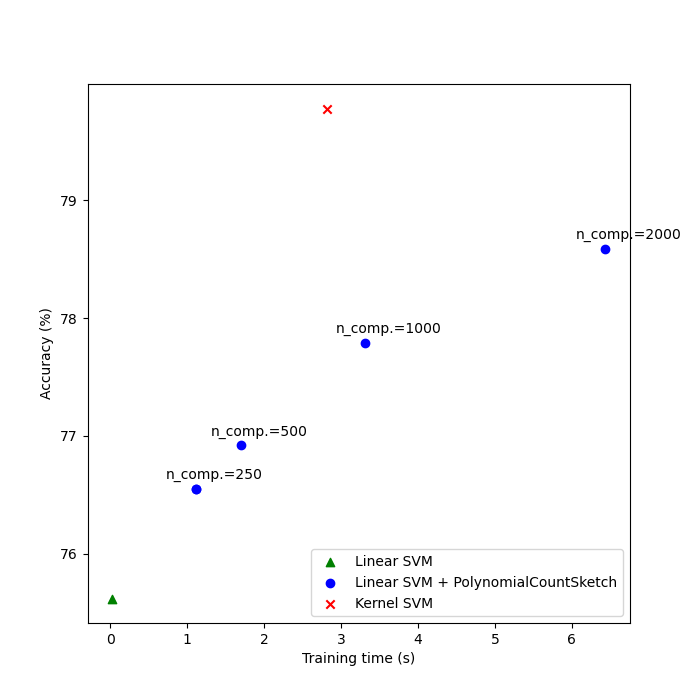 79
n_comp.=2000
78
n_comp.=1000
77
n_comp.=500
n_comp.=250
76
Accuracy (%)
Linear SVM
Linear SVM + PolynomialCountSketch
Kernel SVM
0 1 2 3 4 5 6
Training time (s)